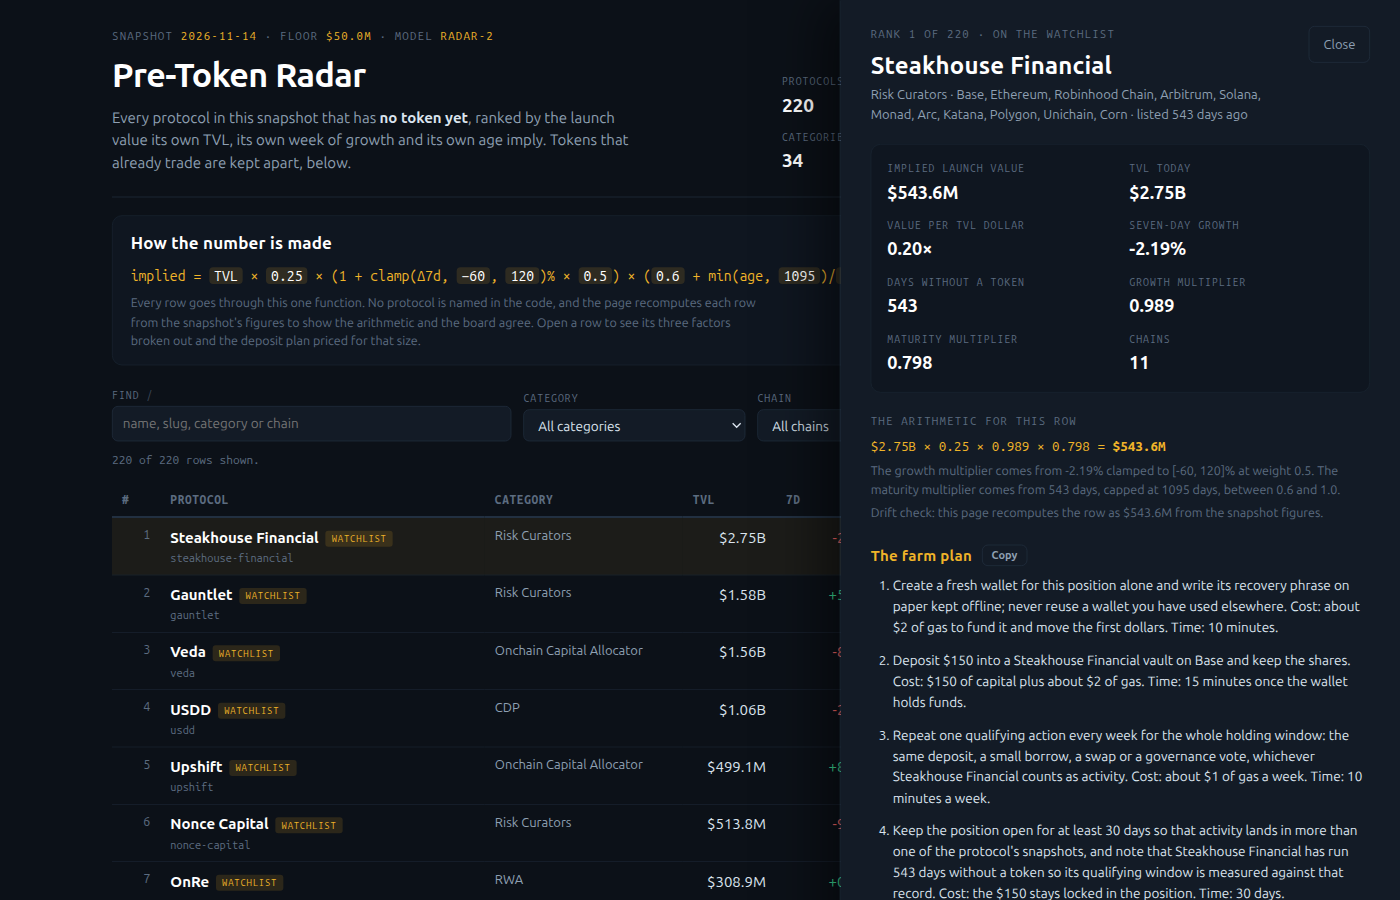 SNAPSHOT 2026-11-14 · FLOOR $50.0M · MODEL RADAR-2
Pre-Token Radar
Every protocol in this snapshot that has no token yet, ranked by the launch
value its own TVL, its own week of growth and its own age imply. Tokens that
already trade are kept apart, below.
PROTOCOLS
220
CATEGORIE
34
How the number is made
implied = TVL × 0.25 × (1 + clamp(Δ7d, −60, 120)% × 0.5) × (0.6 + min(age, 1095)/
Every row goes through this one function. No protocol is named in the code, and the page recomputes each row
from the snapshot's figures to show the arithmetic and the board agree. Open a row to see its three factors
broken out and the deposit plan priced for that size.
FIND /
name, slug, category or chain
CATEGORY
All categories
CHAIN
All chains
220 of 220 rows shown.
# PROTOCOL CATEGORY TVL 7D
1 Steakhouse Financial WATCHLIST Risk Curators $2.75B -2
steakhouse-financial
2 Gauntlet WATCHLIST Risk Curators $1.58B +5
gauntlet
3 Veda WATCHLIST Onchain Capital Allocator $1.56B -8
veda
4 USDD WATCHLIST CDP $1.06B -2
usdd
5 Upshift WATCHLIST Onchain Capital Allocator $499.1M +8
upshift
6 Nonce Capital WATCHLIST Risk Curators $513.8M -9
nonce-capital
7 OnRe WATCHLIST RWA $308.9M +0
RANK 1 OF 220 · ON THE WATCHLIST
Close
Steakhouse Financial
Risk Curators · Base, Ethereum, Robinhood Chain, Arbitrum, Solana,
Monad, Arc, Katana, Polygon, Unichain, Corn · listed 543 days ago
IMPLIED LAUNCH VALUE
$543.6M
TVL TODAY
$2.75B
VALUE PER TVL DOLLAR
0.20×
SEVEN-DAY GROWTH
-2.19%
DAYS WITHOUT A TOKEN
543
GROWTH MULTIPLIER
0.989
MATURITY MULTIPLIER
0.798
CHAINS
11
THE ARITHMETIC FOR THIS ROW
$2.75B × 0.25 × 0.989 × 0.798 = $543.6M
The growth multiplier comes from -2.19% clamped to [-60, 120]% at weight 0.5. The
maturity multiplier comes from 543 days, capped at 1095 days, between 0.6 and 1.0.
Drift check: this page recomputes the row as $543.6M from the snapshot figures.
The farm plan Copy
1. Create a fresh wallet for this position alone and write its recovery phrase on
paper kept offline; never reuse a wallet you have used elsewhere. Cost: about
$2 of gas to fund it and move the first dollars. Time: 10 minutes.
2. Deposit $150 into a Steakhouse Financial vault on Base and keep the shares.
Cost: $150 of capital plus about $2 of gas. Time: 15 minutes once the wallet
holds funds.
3. Repeat one qualifying action every week for the whole holding window: the
same deposit, a small borrow, a swap or a governance vote, whichever
Steakhouse Financial counts as activity. Cost: about $1 of gas a week. Time: 10
minutes a week.
4. Keep the position open for at least 30 days so that activity lands in more than
one of the protocol's snapshots, and note that Steakhouse Financial has run
543 days without a token so its qualifying window is measured against that
record. Cost: the $150 stays locked in the position. Time: 30 days.